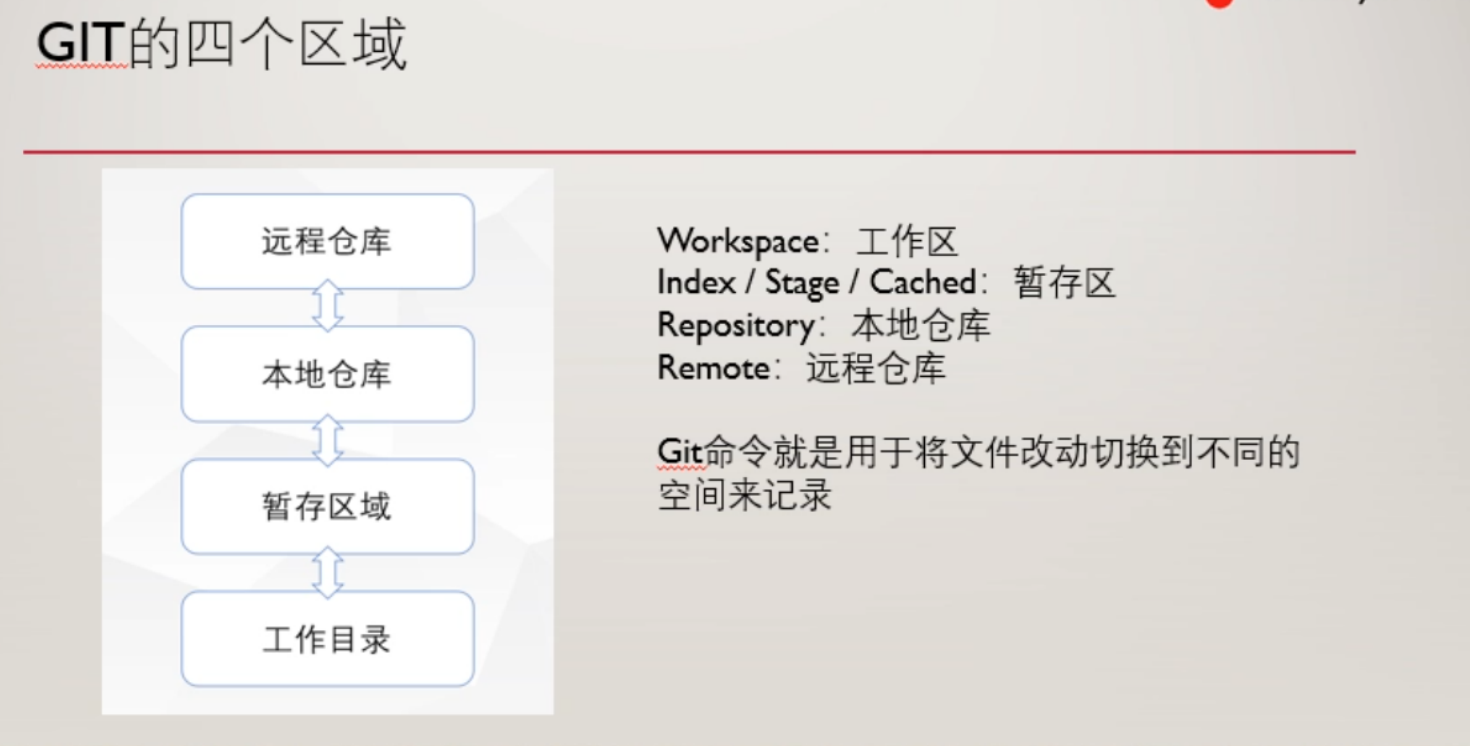 GIT的四个区域
远程仓库
本地仓库
暂存区域
工作目录
Workspace：工作区
Index / Stage / Cached：暂存区
Repository：本地仓库
Remote：远程仓库
Git命令就是用于将文件改动切换到不同的
空间来记录